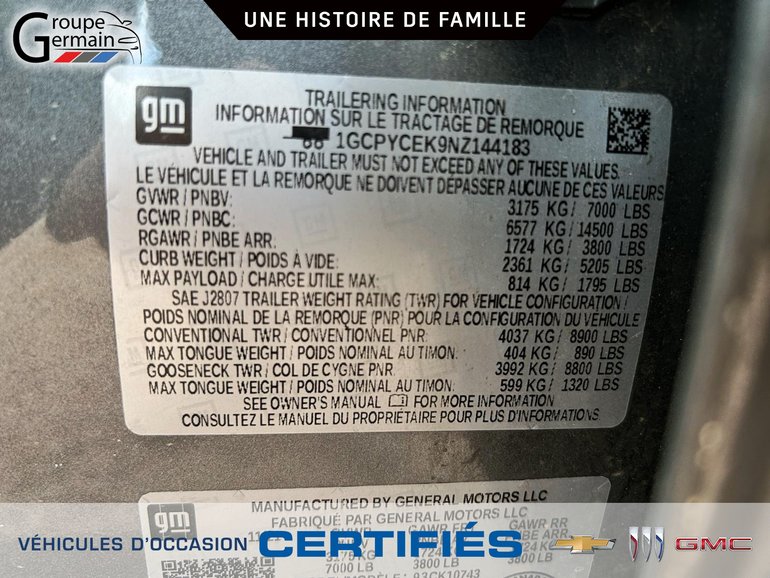 Groupe
Germain
UNE HISTOIRE DE FAMILLE
gm
TRAILERING INFORMATION
INFORMATION SUR LE TRACTAGE DE REMORQUE
1GCPYCEK9NZ144183
VEHICLE AND TRAILER MUST NOT EXCEED ANY OF THESE VALUES.
LE VÉHICULE ET LA REMORQUE NE DOIVENT DÉPASSER AUCUNE DE CES VALEURS
GVWR / PNBV: 3175 KG / 7000 LBS
GCWR / PNBC: 6577 KG / 14500 LBS
RGAWR / PNBE ARR: 1724 KG / 3800 LBS
CURB WEIGHT / POIDS À VIDE: 2361 KG / 5205 LBS
MAX PAYLOAD / CHARGE UTILE MAX: 814 KG / 1795 LBS
SAE J2807 TRAILER WEIGHT RATING (TWR) FOR VEHICLE CONFIGURATION /
POIDS NOMINAL DE LA REMORQUE (PNR) POUR LA CONFIGURATION DU VÉHICULE
CONVENTIONAL TWR / CONVENTIONNEL PNR: 4037 KG / 8900 LBS
MAX TONGUE WEIGHT / POIDS NOMINAL AU TIMON: 404 KG / 890 LBS
GOOSENECK TWR / COL DE CYGNE PNR: 3992 KG / 8800 LBS
MAX TONGUE WEIGHT / POIDS NOMINAL AU TIMON: 599 KG / 1320 LBS
SEE OWNER'S MANUAL FOR MORE INFORMATION
CONSULTEZ LE MANUEL DU PROPRIÉTAIRE POUR PLUS D'INFORMATIONS.
gm
MANUFACTURED BY GENERAL MOTORS LLC
FABRIQUÉ PAR GENERAL MOTORS LLC
GAWR RR
7000 LB 3800 LB 3800 LB
VÉHICULES D'OCCASION CERTIFIÉS GMC